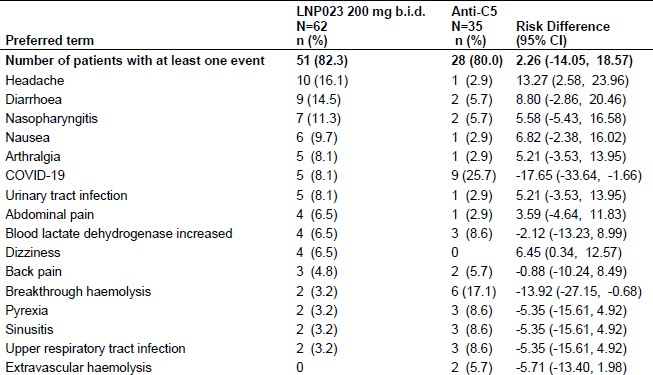 LNP023 200 mg b.i.d. Anti-C5
N=62 N=35 Risk Difference
Preferred term n (%) n (%) (95% CI)
Number of patients with at least one event 51 (82.3) 28 (80.0) 2.26 (-14.05, 18.57)
Headache 10 (16.1) 1 (2.9) 13.27 (2.58, 23.96)
Diarrhoea 9 (14.5) 2 (5.7) 8.80 (-2.86, 20.46)
Nasopharyngitis 7 (11.3) 2 (5.7) 5.58 (-5.43, 16.58)
Nausea 6 (9.7) 1 (2.9) 6.82 (-2.38, 16.02)
Arthralgia 5 (8.1) 1 (2.9) 5.21 (-3.53, 13.95)
COVID-19 5 (8.1) 9 (25.7) -17.65 (-33.64, -1.66)
Urinary tract infection 5 (8.1) 1 (2.9) 5.21 (-3.53, 13.95)
Abdominal pain 4 (6.5) 1 (2.9) 3.59 (-4.64, 11.83)
Blood lactate dehydrogenase increased 4 (6.5) 3 (8.6) -2.12 (-13.23, 8.99)
Dizziness 4 (6.5) 0 6.45 (0.34, 12.57)
Back pain 3 (4.8) 2 (5.7) -0.88 (-10.24, 8.49)
Breakthrough haemolysis 2 (3.2) 6 (17.1) -13.92 (-27.15, -0.68)
Pyrexia 2 (3.2) 3 (8.6) -5.35 (-15.61, 4.92)
Sinusitis 2 (3.2) 3 (8.6) -5.35 (-15.61, 4.92)
Upper respiratory tract infection 2 (3.2) 3 (8.6) -5.35 (-15.61, 4.92)
Extravascular haemolysis 0 2 (5.7) -5.71 (-13.40, 1.98)